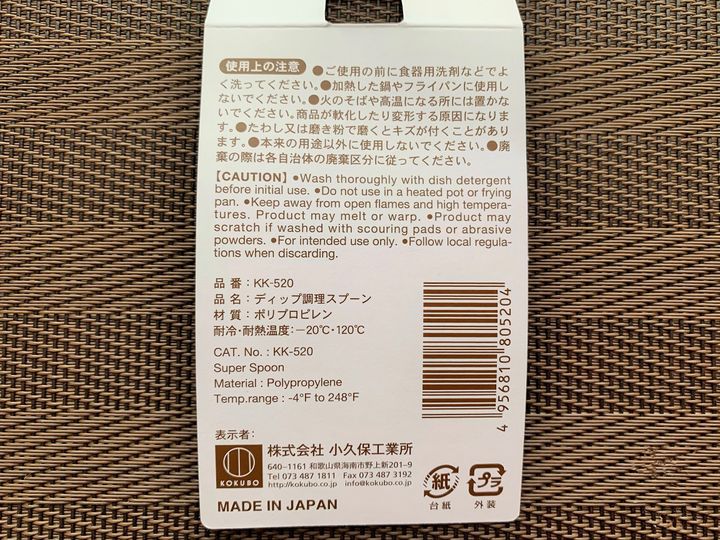 使用上の注意 ●ご使用の前に食器用洗剤などでよ
く洗ってください。●加熱した鍋やフライパンに使用し
ないでください。●火のそばや高温になる所には置かな
いでください。商品が軟化したり変形する原因になりま
す。●たわし又は磨き粉で磨くとキズが付くことがあり
ます。●本来の用途以外に使用しないでください。●廃
棄の際は各自治体の廃棄区分に従ってください。
【CAUTION】 ●Wash thoroughly with dish detergent
before initial use. ●Do not use in a heated pot or frying
pan. ●Keep away from open flames and high tempera-
tures. Product may melt or warp. ●Product may
scratch if washed with scouring pads or abrasive
powders. ●For intended use only. ●Follow local regula-
tions when discarding.
品 番：KK-520
品 名：ディップ調理スプーン
材 質：ポリプロピレン
耐冷・耐熱温度：－20℃・120℃
CAT. No. : KK-520
Super Spoon
Material : Polypropylene
Temp.range : -4°F to 248°F
4 956810 805204
表示者：
KOKUBO
株式会社 小久保工業所
640–1161 和歌山県海南市野上新201–9
Tel 073 487 1811 Fax 073 487 3192
http://kokubo.co.jp info@kokubo.co.jp
MADE IN JAPAN
紙
台紙
プラ
外装